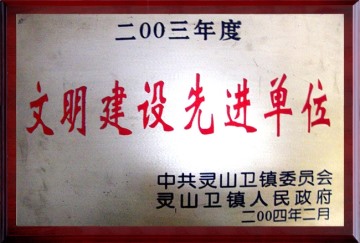 二00三年度
文明建设先进单位
中共灵山卫镇委员会
灵山卫镇人民政府
二00四年二月